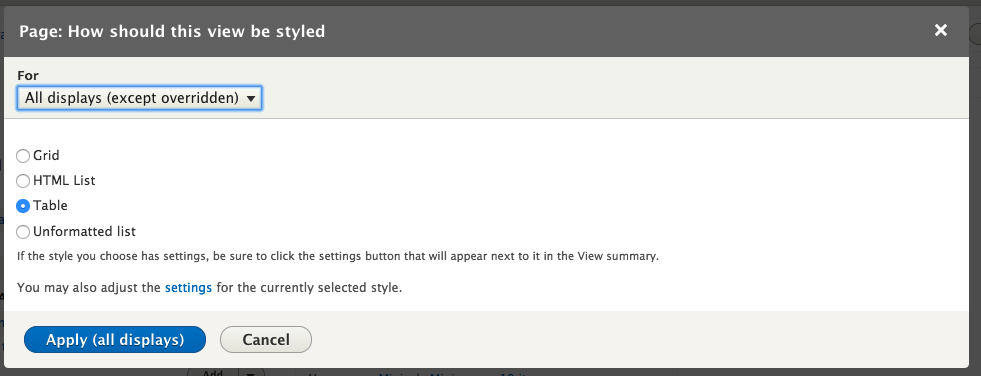 Page: How should this view be styled
For
All displays (except overridden)
Grid
HTML List
Table
Unformatted list
If the style you choose has settings, be sure to click the settings button that will appear next to it in the View summary.
You may also adjust the settings for the currently selected style.
Apply (all displays)
Cancel
Add